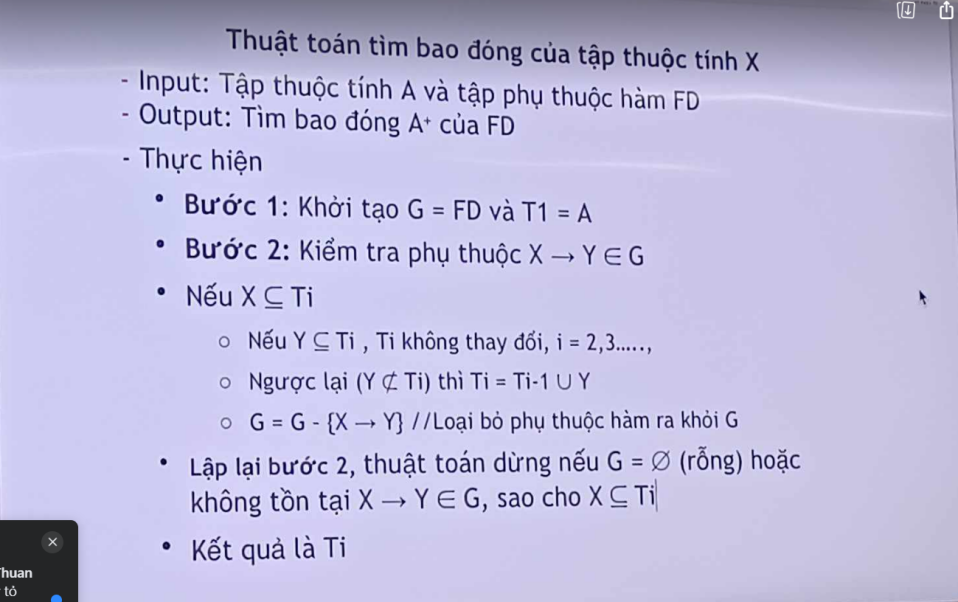 Thuật toán tìm bao đóng của tập thuộc tính X
- Input: Tập thuộc tính A và tập phụ thuộc hàm FD
- Output: Tìm bao đóng A⁺ của FD
- Thực hiện
• Bước 1: Khởi tạo G = FD và T1 = A
• Bước 2: Kiểm tra phụ thuộc X → Y ∈ G
• Nếu X ⊆ Ti
○ Nếu Y ⊆ Ti , Ti không thay đổi, i = 2,3.....,
○ Ngược lại (Y ⊄ Ti) thì Ti = Ti-1 ∪ Y
○ G = G - {X → Y} //Loại bỏ phụ thuộc hàm ra khỏi G
• Lập lại bước 2, thuật toán dừng nếu G = ∅ (rỗng) hoặc
không tồn tại X → Y ∈ G, sao cho X ⊆ Ti
• Kết quả là Ti
huan
tỏ